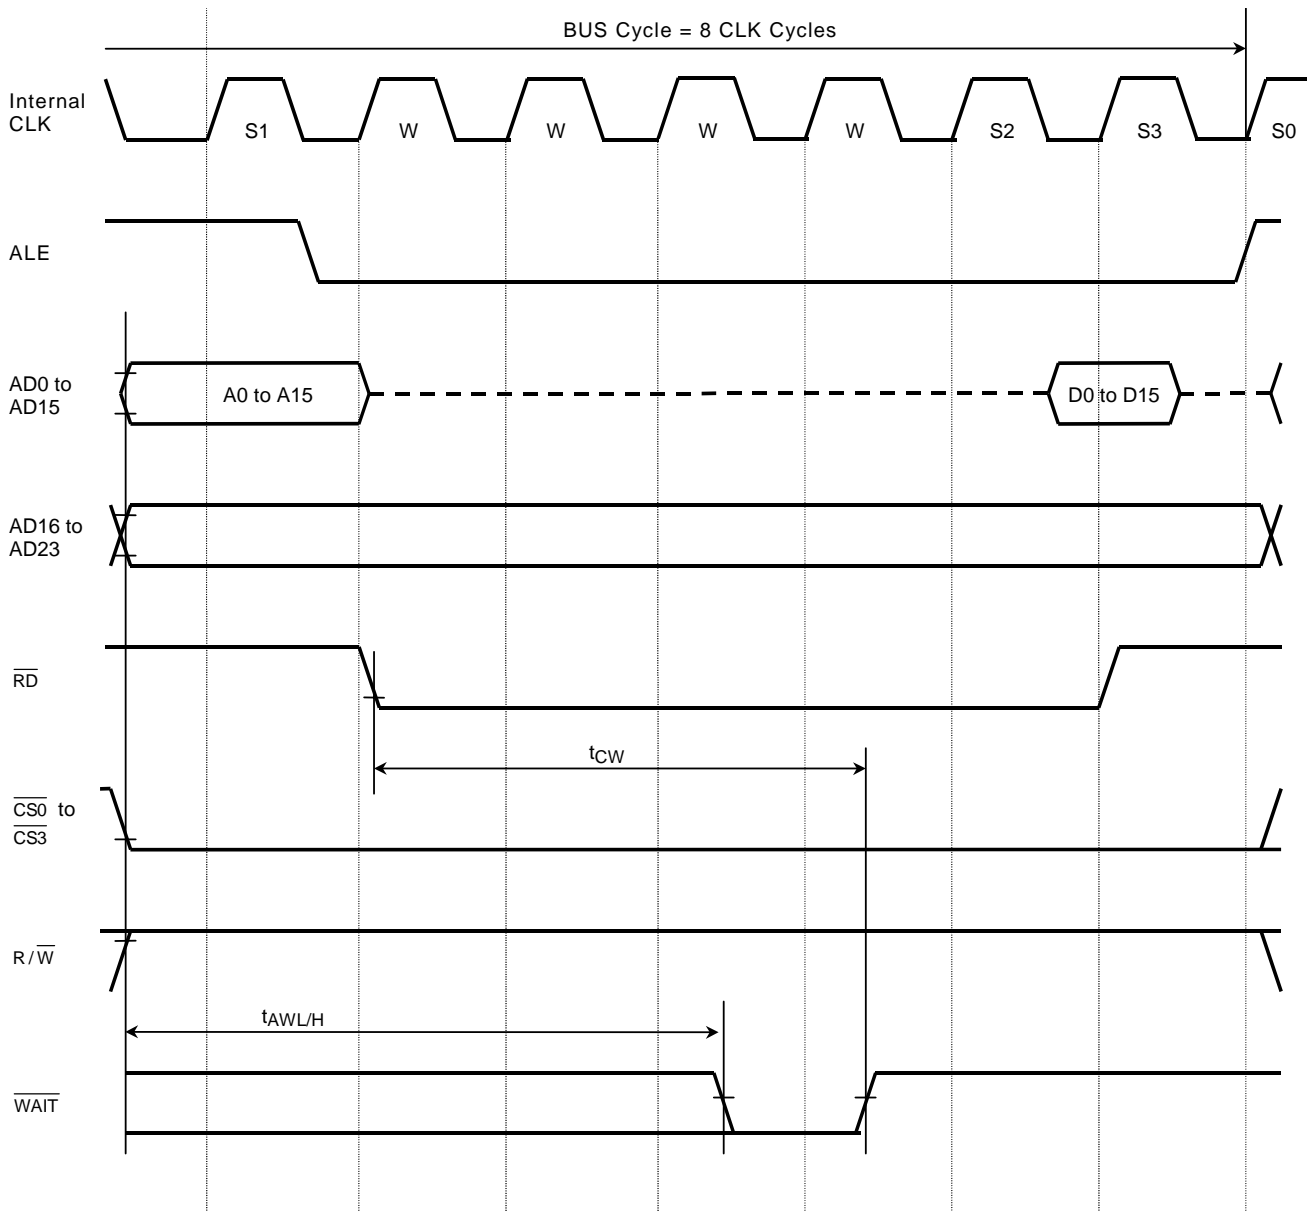 BUS Cycle = 8 CLK Cycles
Internal
CLK
S1 W W W W S2 S3 S0
ALE
AD0 to
AD15
A0 to A15
D0 to D15
AD16 to
AD23
RD
tCW
CS0 to
CS3
R/W
tAWL/H
WAIT